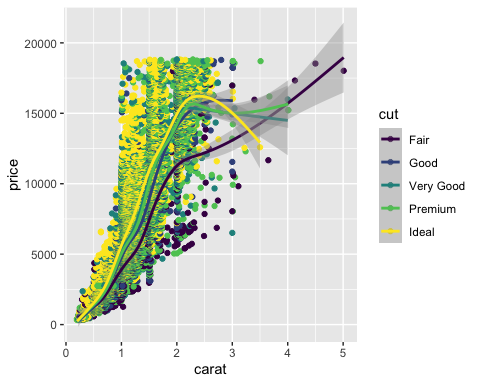 20000
15000
10000
5000
0
price
0 1 2 3 4 5
carat
cut
Fair
Good
Very Good
Premium
Ideal